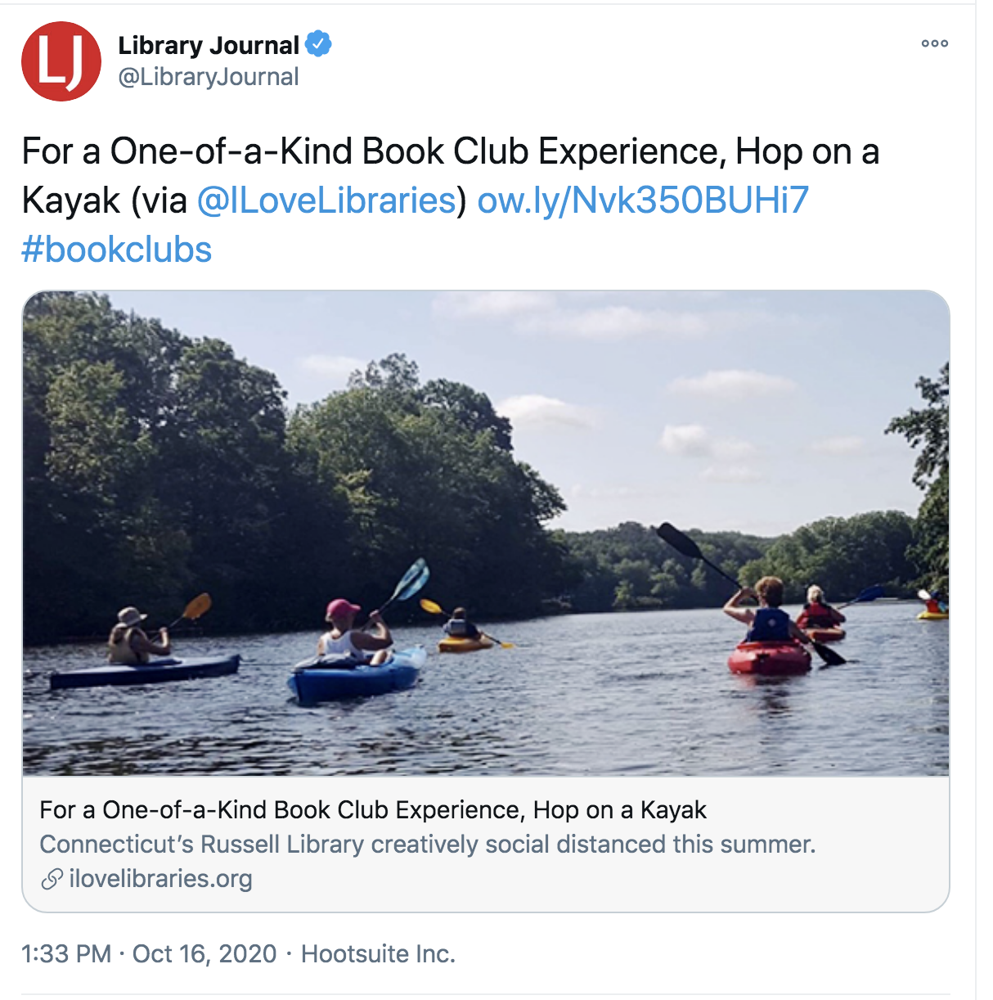 LJ
Library Journal
@LibraryJournal
For a One-of-a-Kind Book Club Experience, Hop on a
Kayak (via @ILoveLibraries) ow.ly/Nvk350BUHi7
#bookclubs
For a One-of-a-Kind Book Club Experience, Hop on a Kayak
Connecticut’s Russell Library creatively social distanced this summer.
ilovelibraries.org
1:33 PM · Oct 16, 2020 · Hootsuite Inc.